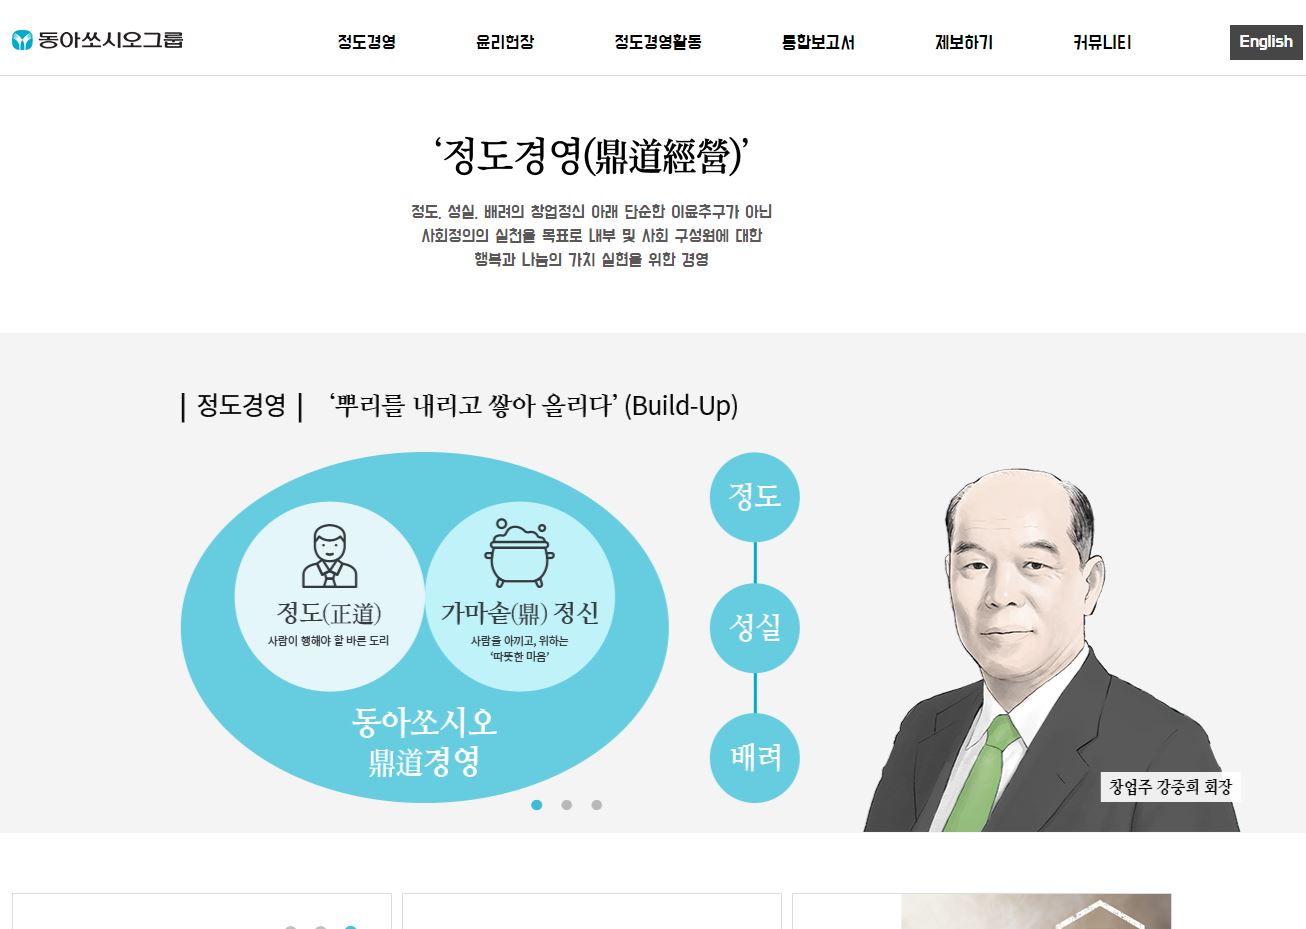 동아쏘시오그룹
정도경영
윤리헌장
정도경영활동
통합보고서
제보하기
커뮤니티
English
‘정도경영(鼎道經營)’
정도, 성실, 배려의 창업정신 아래 단순한 이윤추구가 아닌
사회정의의 실천을 목표로 내부 및 사회 구성원에 대한
행복과 나눔의 가치 실현을 위한 경영
| 정도경영 | ‘뿌리를 내리고 쌓아 올리다’ (Build-Up)
정도(正道)
사람이 행해야 할 바른 도리
가마솥(鼎) 정신
사람을 아끼고, 위하는
‘따뜻한 마음’
동아쏘시오
鼎道경영
정도
성실
배려
창업주 강중희 회장